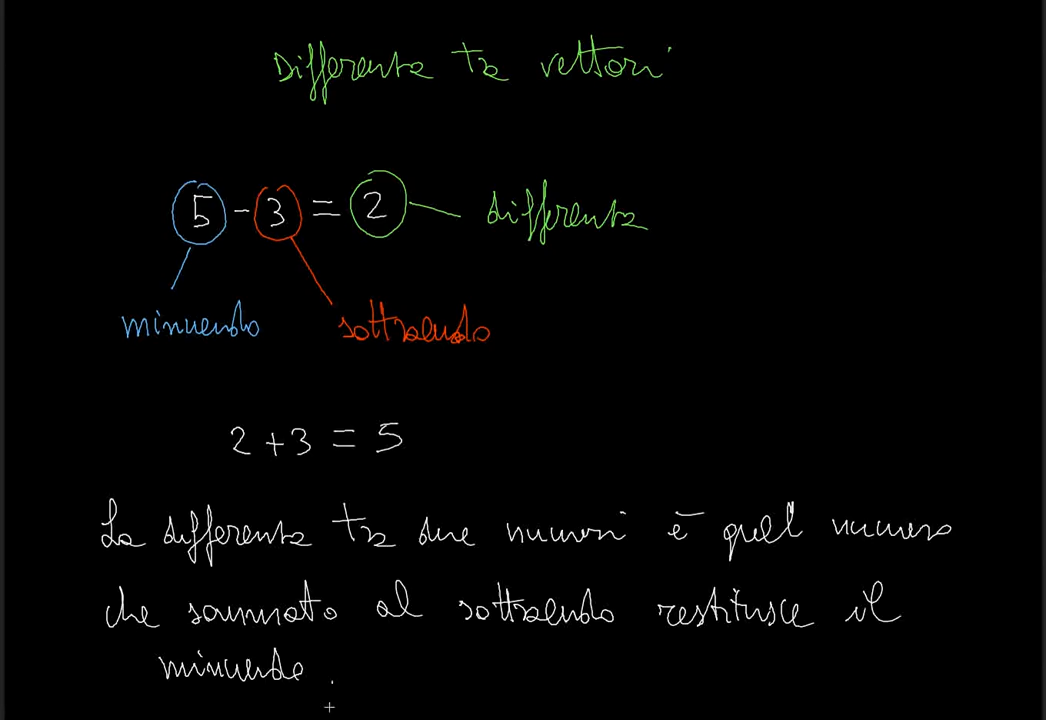 Differenza tra vettori
5 - 3 = 2 differenza
minuendo sottraendo
2 + 3 = 5
La differenza tra due numeri è quel numero
che sommato al sottraendo restituisce il
minuendo.